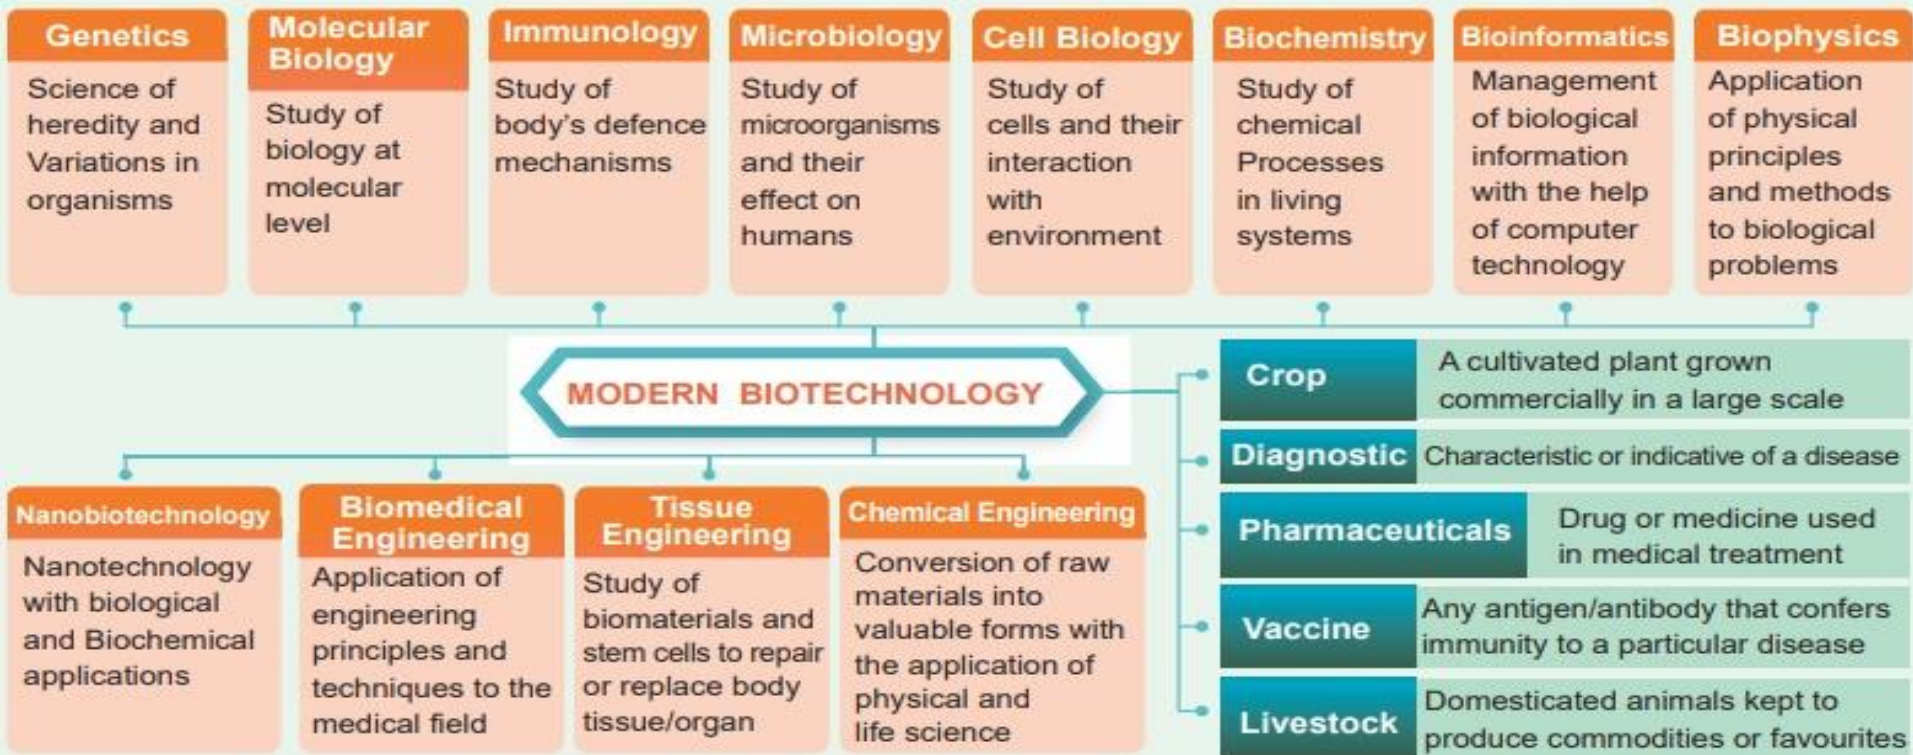 Genetics
Science of
heredity and
Variations in
organisms
Molecular
Biology
Study of
biology at
molecular
level
Immunology
Study of
body's defence
mechanisms
Microbiology
Study of
microorganisms
and their
effect on
humans
Cell Biology
Study of
cells and their
interaction
with
environment
Biochemistry
Study of
chemical
Processes
in living
systems
Bioinformatics
Management
of biological
information
with the help
of computer
technology
Biophysics
Application
of physical
principles
and methods
to biological
problems
MODERN BIOTECHNOLOGY
Crop
A cultivated plant grown
commercially in a large scale
Diagnostic
Characteristic or indicative of a disease
Pharmaceuticals
Drug or medicine used
in medical treatment
Vaccine
Any antigen/antibody that confers
immunity to a particular disease
Livestock
Domesticated animals kept to
produce commodities or favourites
Nanobiotechnology
Nanotechnology
with biological
and Biochemical
applications
Biomedical
Engineering
Application of
engineering
principles and
techniques to the
medical field
Tissue
Engineering
Study of
biomaterials and
stem cells to repair
or replace body
tissue/organ
Chemical Engineering
Conversion of raw
materials into
valuable forms with
the application of
physical and
life science